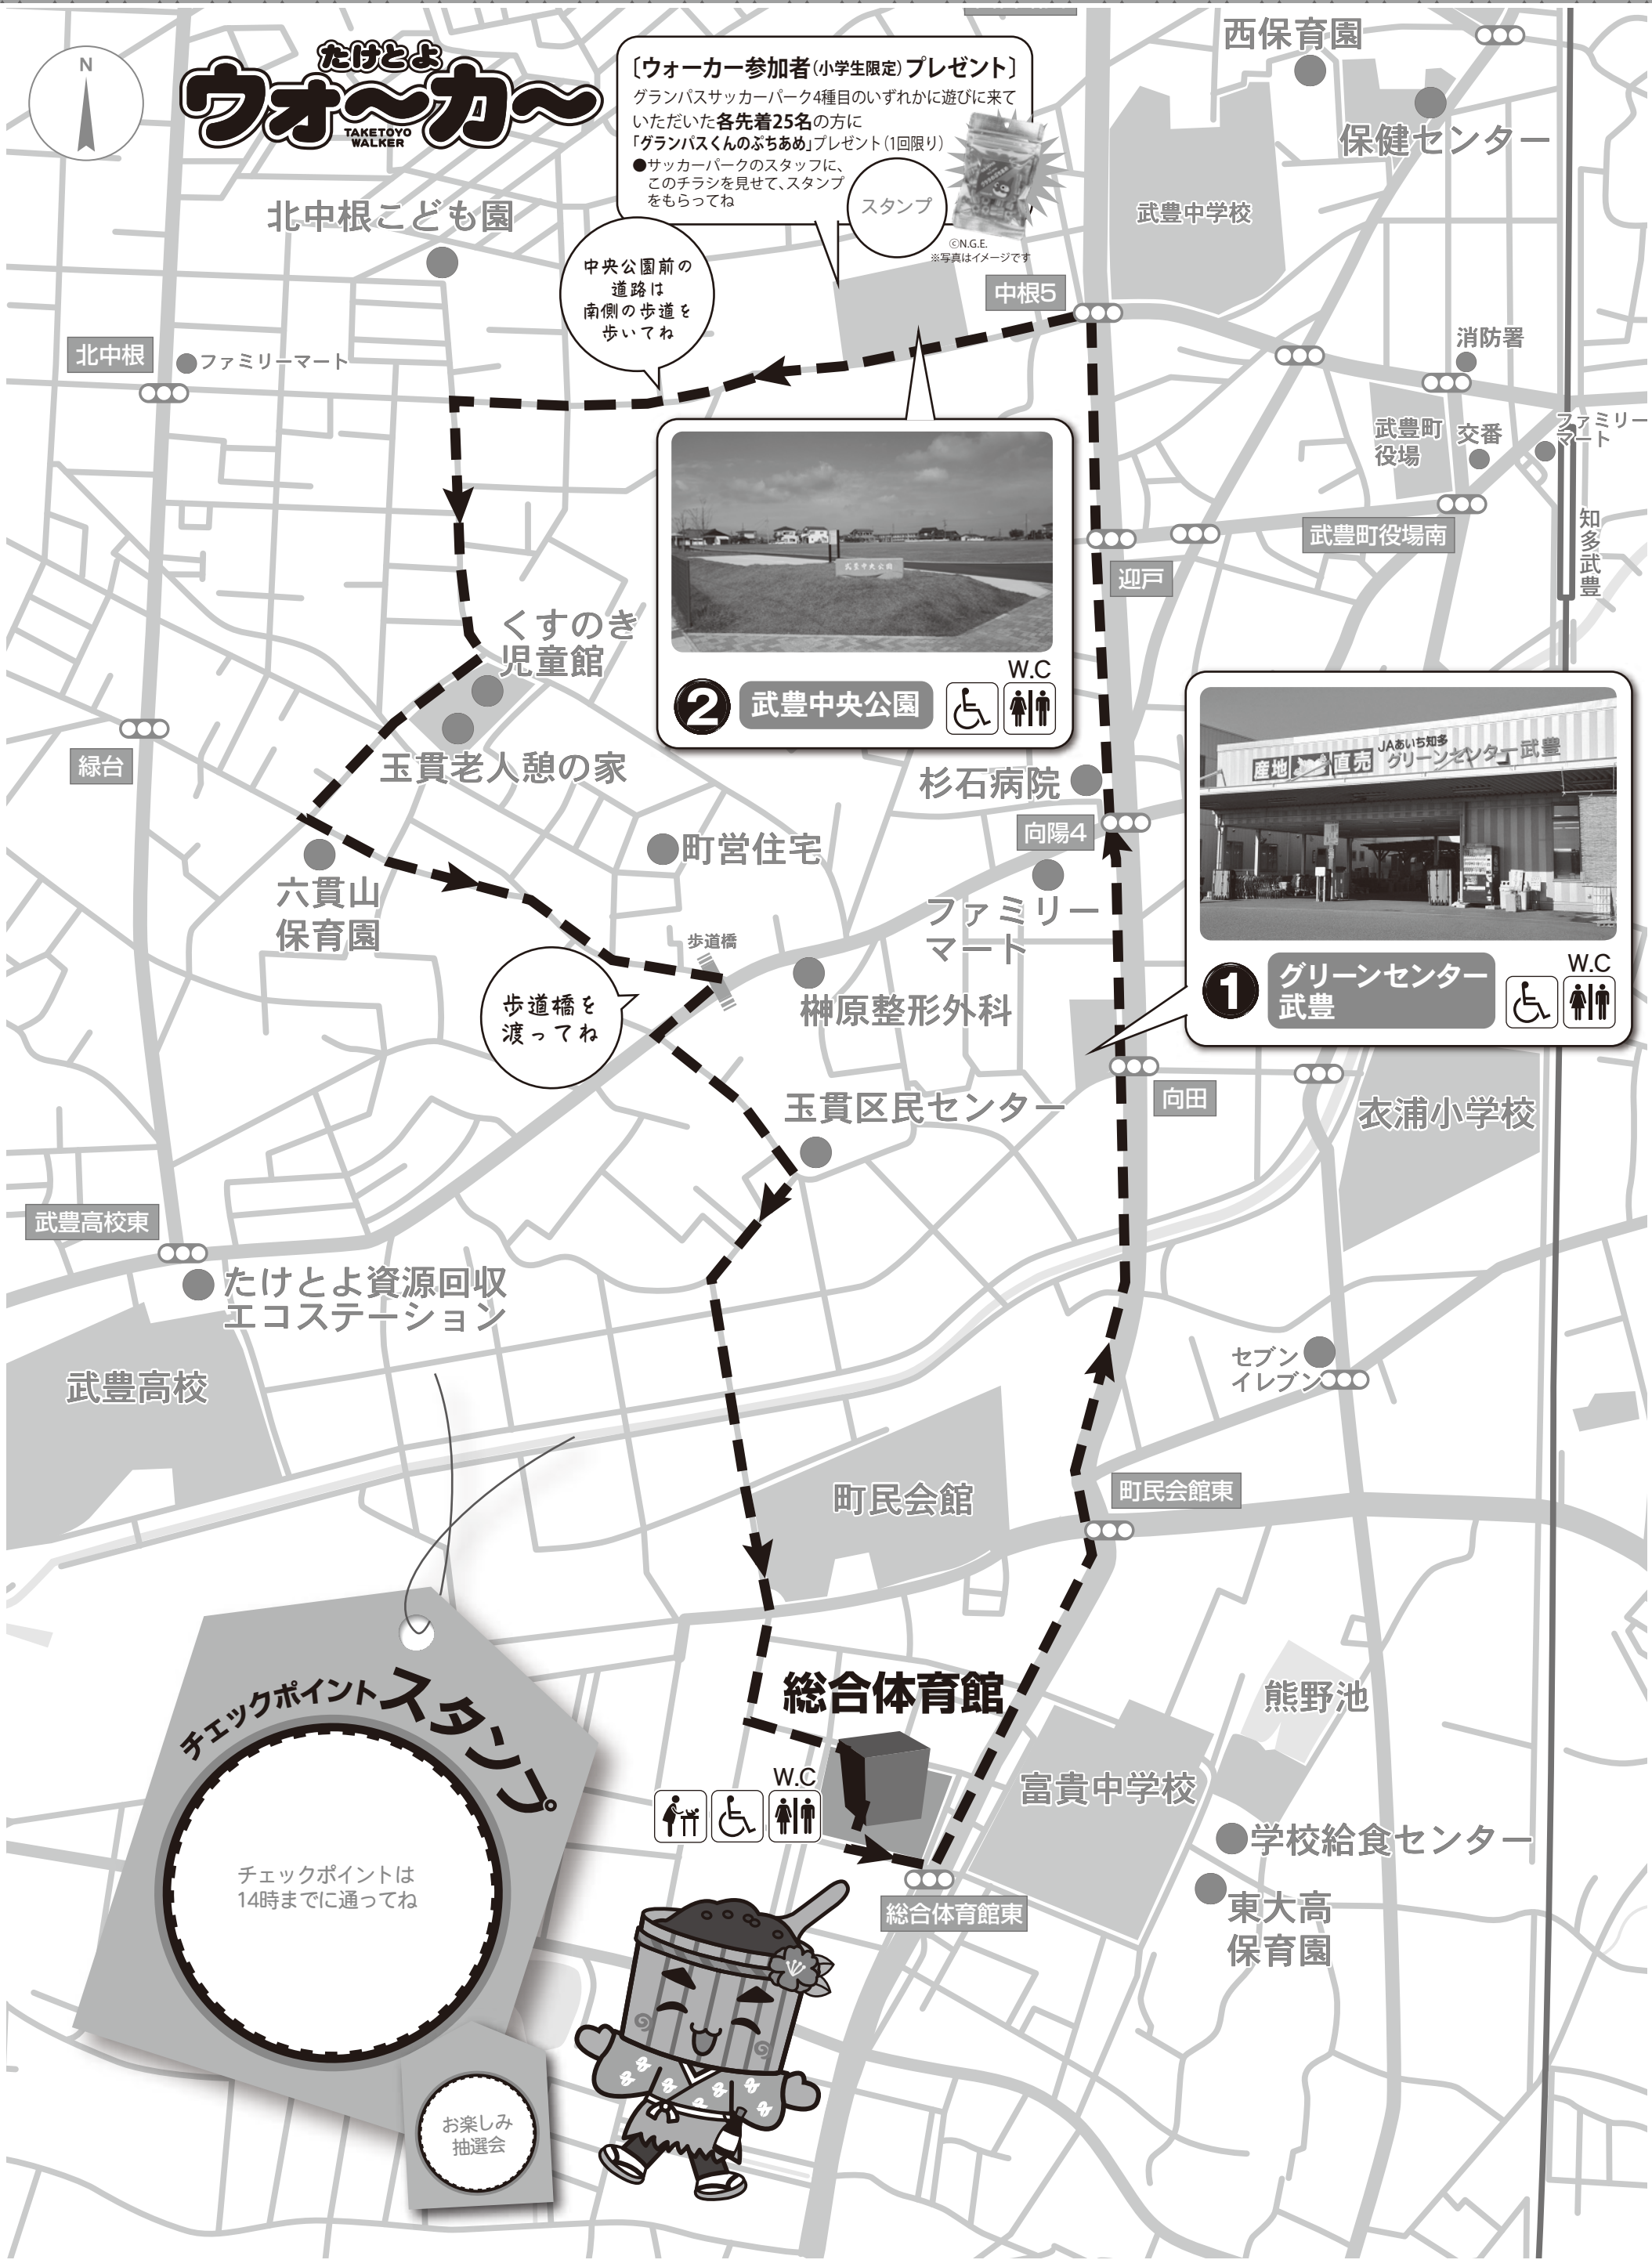 N
たけとよ
ウォ〜カ〜
TAKETOYO
WALKER
〔ウォーカー参加者(小学生限定)プレゼント〕
グランパスサッカーパーク4種目のいずれかに遊びに来て
いただいた各先着25名の方に
「グランパスくんのぷちあめ」プレゼント(1回限り)
●サッカーパークのスタッフに、
このチラシを見せて、スタンプ
をもらってね
スタンプ
©N.G.E.
※写真はイメージです
西保育園
保健センター
武豊中学校
北中根こども園
中央公園前の
道路は
南側の歩道を
歩いてね
中根5
北中根
ファミリーマート
消防署
武豊町
役場
交番
ファミリー
マート
武豊町役場南
知多武豊
迎戸
武豊中央公園
W.C
2 武豊中央公園
くすのき
児童館
玉貫老人憩の家
緑台
杉石病院
向陽4
町営住宅
ファミリー
マート
六貫山
保育園
歩道橋
歩道橋を
渡ってね
榊原整形外科
産地 直売
JAあいち知多
グリーンセンター武豊
W.C
1 グリーンセンター
武豊
向田
衣浦小学校
玉貫区民センター
武豊高校東
たけとよ資源回収
エコステーション
武豊高校
セブン
イレブン
町民会館
町民会館東
総合体育館
熊野池
W.C
富貴中学校
学校給食センター
総合体育館東
東大高
保育園
チェックポイントスタンプ
チェックポイントは
14時までに通ってね
お楽しみ
抽選会